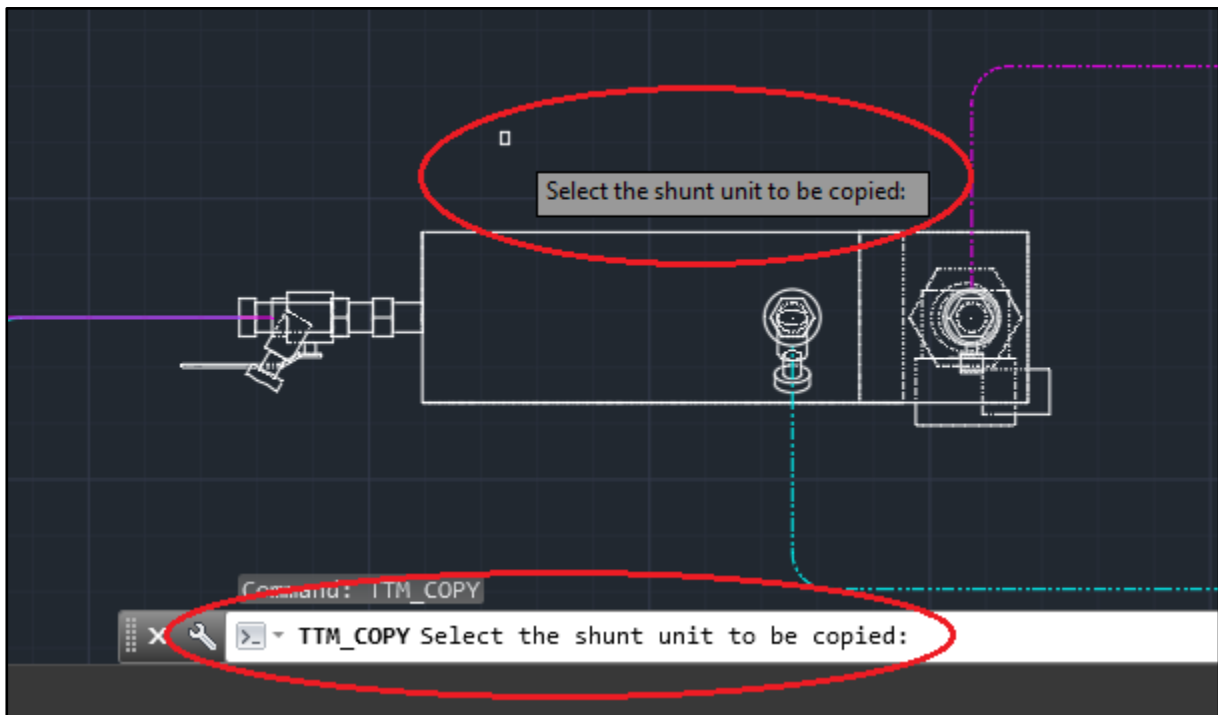 Select the shunt unit to be copied:
Command: TTM_COPY
TTM_COPY Select the shunt unit to be copied: